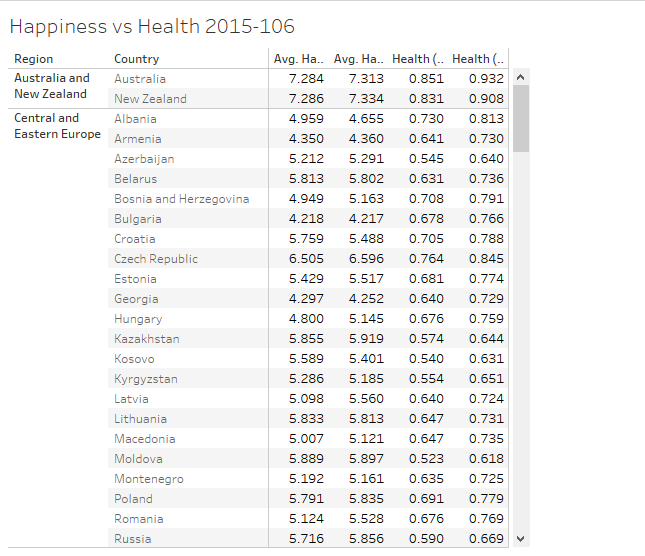 Happiness vs Health 2015-106
Region Country Avg. Ha.. Avg. Ha.. Health (.. Health (..
Australia and New Zealand Australia 7.284 7.313 0.851 0.932
New Zealand 7.286 7.334 0.831 0.908
Central and Eastern Europe Albania 4.959 4.655 0.730 0.813
Armenia 4.350 4.360 0.641 0.730
Azerbaijan 5.212 5.291 0.545 0.640
Belarus 5.813 5.802 0.631 0.736
Bosnia and Herzegovina 4.949 5.163 0.708 0.791
Bulgaria 4.218 4.217 0.678 0.766
Croatia 5.759 5.488 0.705 0.788
Czech Republic 6.505 6.596 0.764 0.845
Estonia 5.429 5.517 0.681 0.774
Georgia 4.297 4.252 0.640 0.729
Hungary 4.800 5.145 0.676 0.759
Kazakhstan 5.855 5.919 0.574 0.644
Kosovo 5.589 5.401 0.540 0.631
Kyrgyzstan 5.286 5.185 0.554 0.651
Latvia 5.098 5.560 0.640 0.724
Lithuania 5.833 5.813 0.647 0.731
Macedonia 5.007 5.121 0.647 0.735
Moldova 5.889 5.897 0.523 0.618
Montenegro 5.192 5.161 0.635 0.725
Poland 5.791 5.835 0.691 0.779
Romania 5.124 5.528 0.676 0.769
Russia 5.716 5.856 0.590 0.669